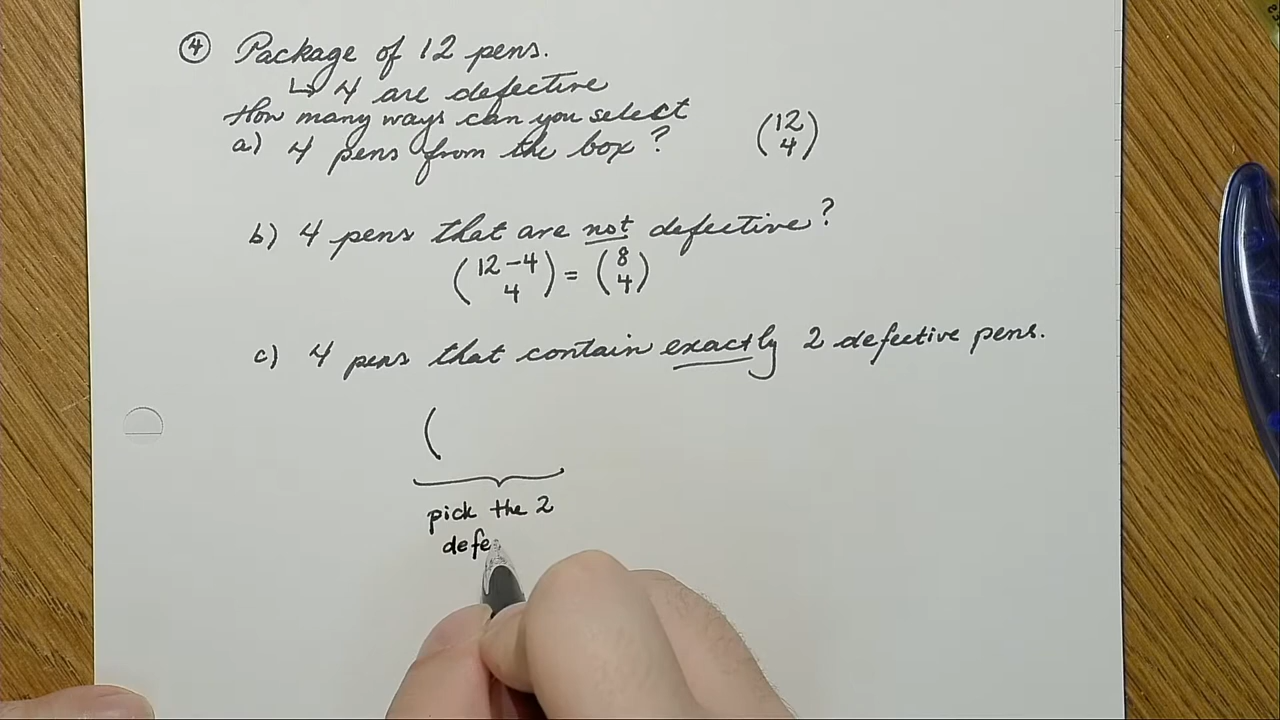 ④ Package of 12 pens.
↳ 4 are defective
How many ways can you select
a) 4 pens from the box? (12 4)
b) 4 pens that are not defective?
(12-4 4) = (8 4)
c) 4 pens that contain exactly 2 defective pens.
(
pick the 2
defe